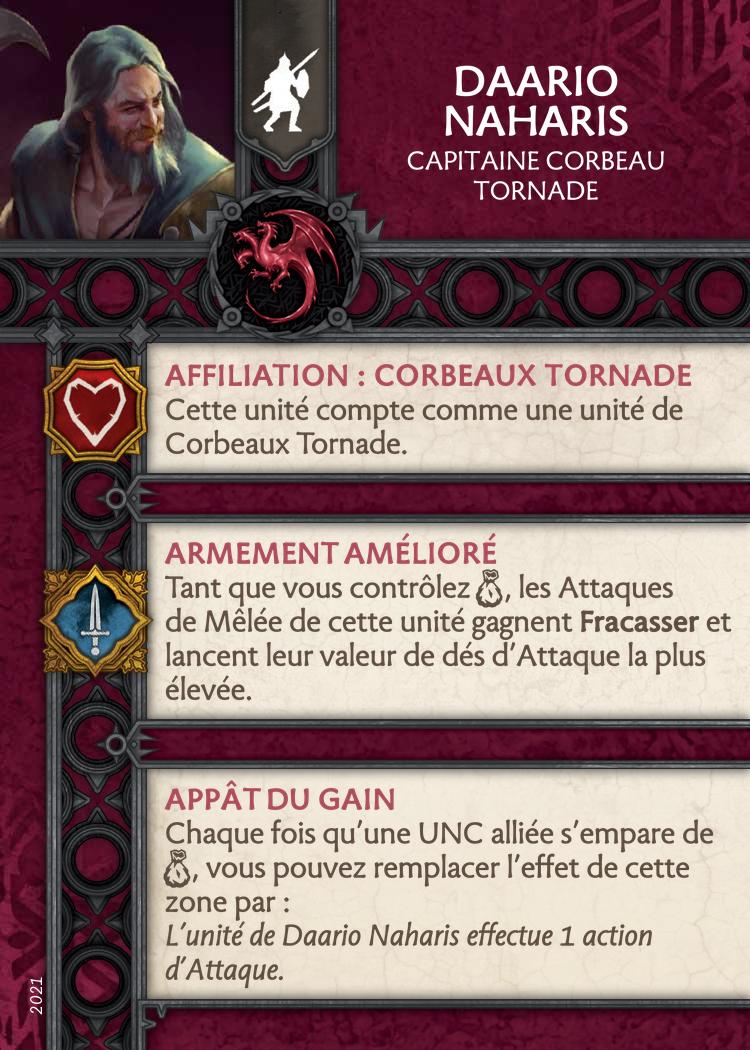 DAARIO
NAHARIS
CAPITAINE CORBEAU
TORNADE
AFFILIATION : CORBEAUX TORNADE
Cette unité compte comme une unité de
Corbeaux Tornade.
ARMEMENT AMÉLIORÉ
Tant que vous contrôlez , les Attaques
de Mêlée de cette unité gagnent Fracasser et
lancent leur valeur de dés d’Attaque la plus
élevée.
APPÂT DU GAIN
Chaque fois qu’une UNC alliée s’empare de
, vous pouvez remplacer l’effet de cette
zone par :
L’unité de Daario Naharis effectue 1 action
d’Attaque.
2021